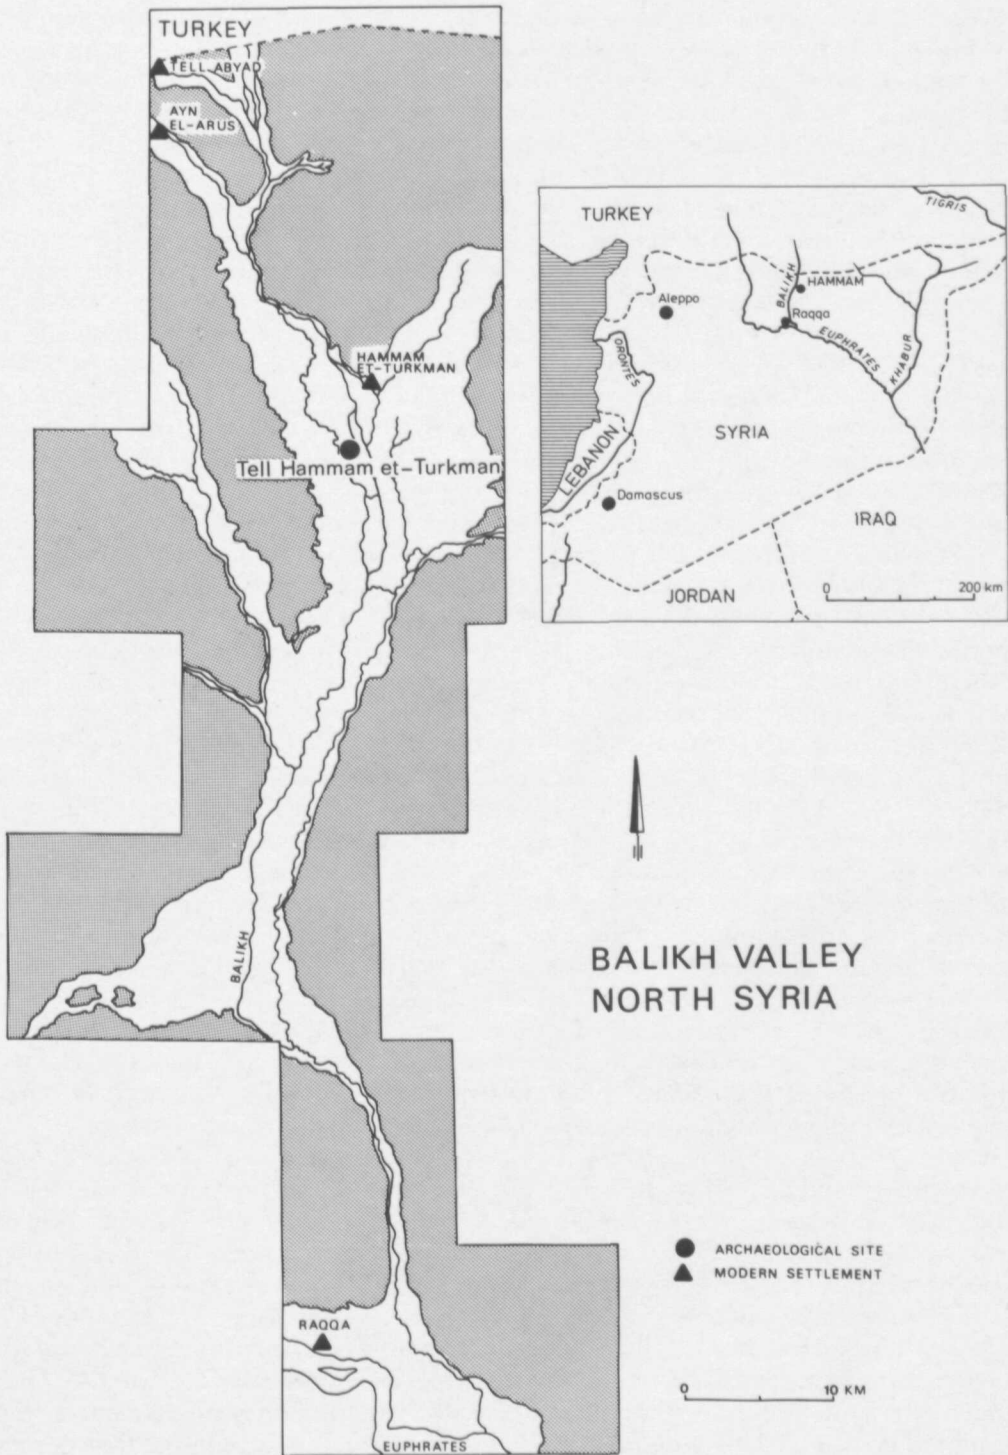 TURKEY
TELL ABYAD
AYN
EL-ARUS
HAMMAM
ET-TURKMAN
Tell Hammam et-Turkman
BALIKH
RAQQA
EUPHRATES
TURKEY
TIGRIS
BALIKH
HAMMAM
Aleppo
Raqqa
ORONTES
EUPHRATES
KHABUR
SYRIA
LEBANON
Damascus
IRAQ
JORDAN
0 200 km
BALIKH VALLEY
NORTH SYRIA
ARCHAEOLOGICAL SITE
MODERN SETTLEMENT
0 10 KM